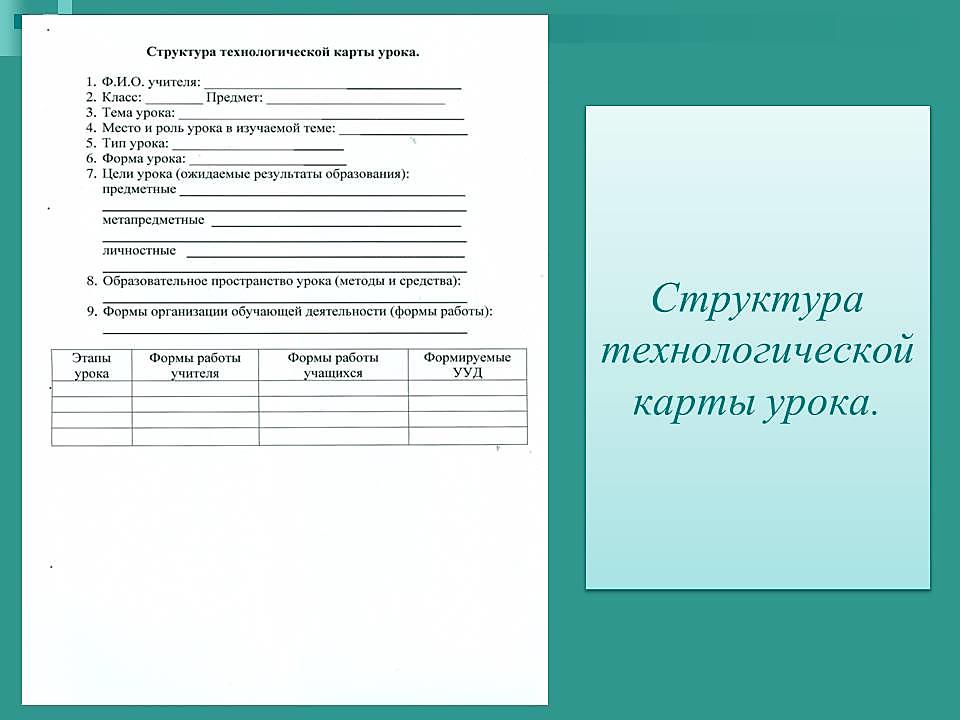 Структура технологической карты урока.
1. Ф.И.О. учителя:
2. Класс: Предмет:
3. Тема урока:
4. Место и роль урока в изучаемой теме:
5. Тип урока:
6. Форма урока:
7. Цели урока (ожидаемые результаты образования):
предметные
метапредметные
личностные
8. Образовательное пространство урока (методы и средства):
9. Формы организации обучающей деятельности (формы работы):
Этапы урока
Формы работы учителя
Формы работы учащихся
Формируемые УУД
Структура
технологической
карты урока.